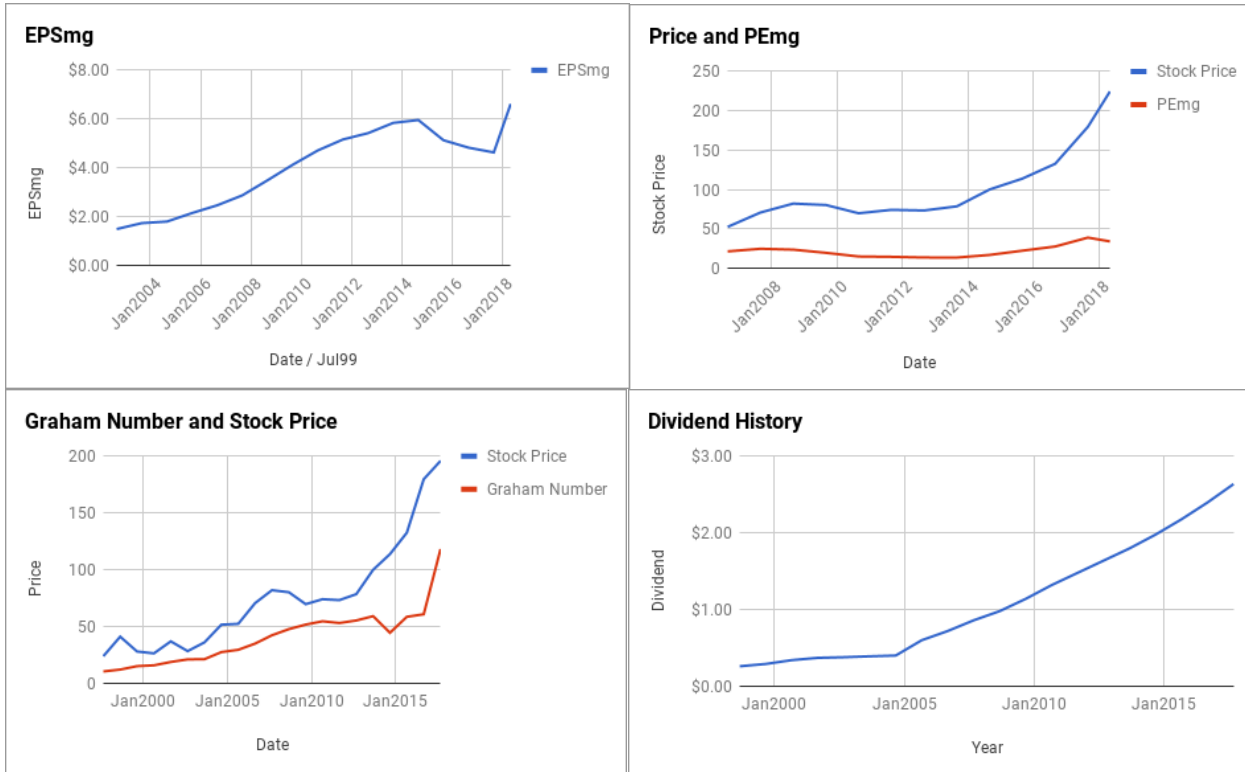 EPSmg
EPSmg
$8.00
$6.00
$4.00
$2.00
$0.00
EPSmg
Jan2004
Jan2006
Jan2008
Jan2010
Jan2012
Jan2014
Jan2016
Jan2018
Date / Jul99
Price and PEmg
Stock Price
PEmg
250
200
150
100
50
0
Stock Price
Jan2008
Jan2010
Jan2012
Jan2014
Jan2016
Jan2018
Date
Graham Number and Stock Price
Stock Price
Graham Number
200
150
100
50
0
Price
Jan2000
Jan2005
Jan2010
Jan2015
Date
Dividend History
$3.00
$2.00
$1.00
$0.00
Dividend
Jan2000
Jan2005
Jan2010
Jan2015
Year